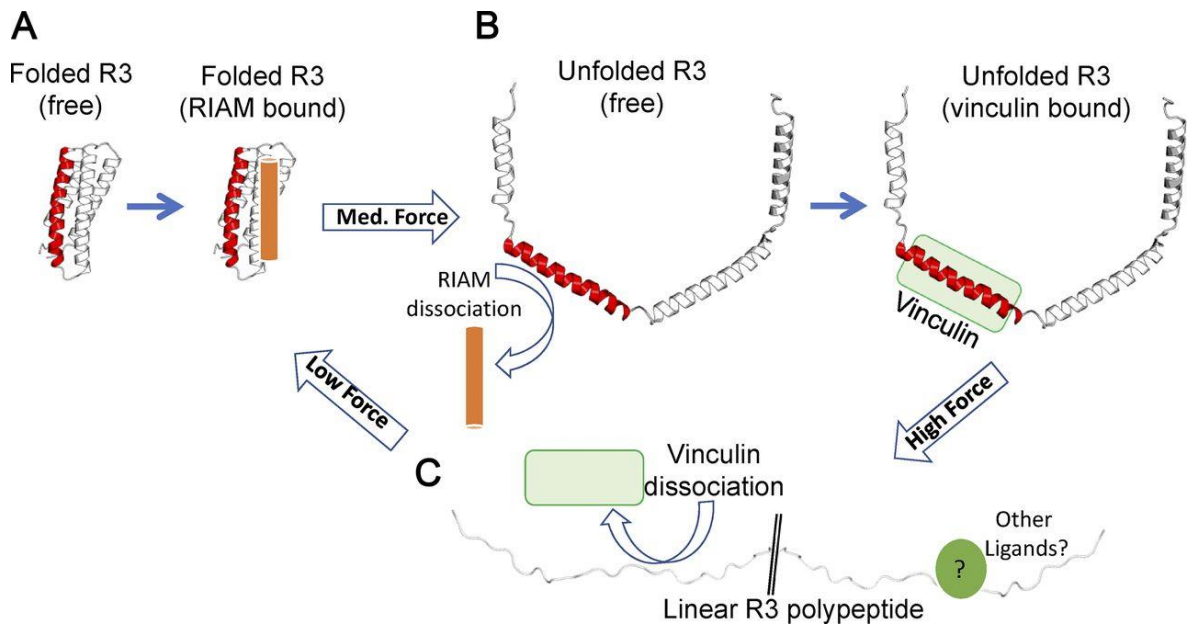 A
Folded R3
(free)
Folded R3
(RIAM bound)
Med. Force
B
Unfolded R3
(free)
RIAM
dissociation
Unfolded R3
(vinculin bound)
Vinculin
High Force
Low Force
C
Vinculin
dissociation
Other
Ligands?
?
Linear R3 polypeptide